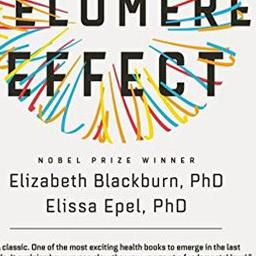 ELOMERE
EFFECT
NOBEL PRIZE WINNER
Elizabeth Blackburn, PhD
Elissa Epel, PhD
classic. One of the most exciting health books to emerge in the last